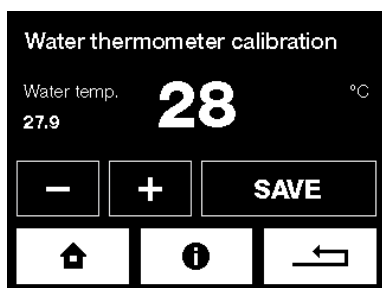 Water thermometer calibration
Water temp.
27.9
28
°C
− + SAVE